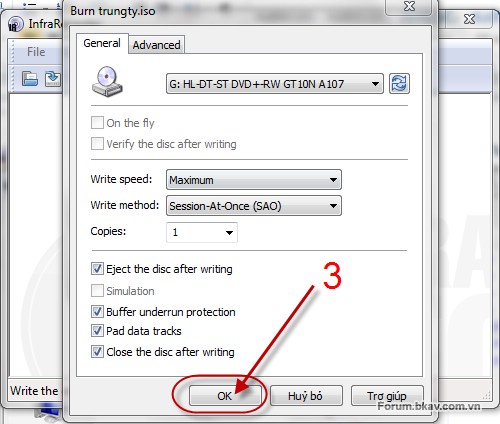 Burn trungty.iso
InfraRe
File
General
Advanced
G: HL-DT-ST DVD+-RW GT10N A107
On the fly
Verify the disc after writing
Write speed:
Maximum
Write method:
Session-At-Once (SAO)
Copies:
1
3
Eject the disc after writing
Simulation
Buffer underrun protection
Pad data tracks
Close the disc after writing
Write the
OK
Huỷ bỏ
Trợ giúp
Forum.bkav.com.vn